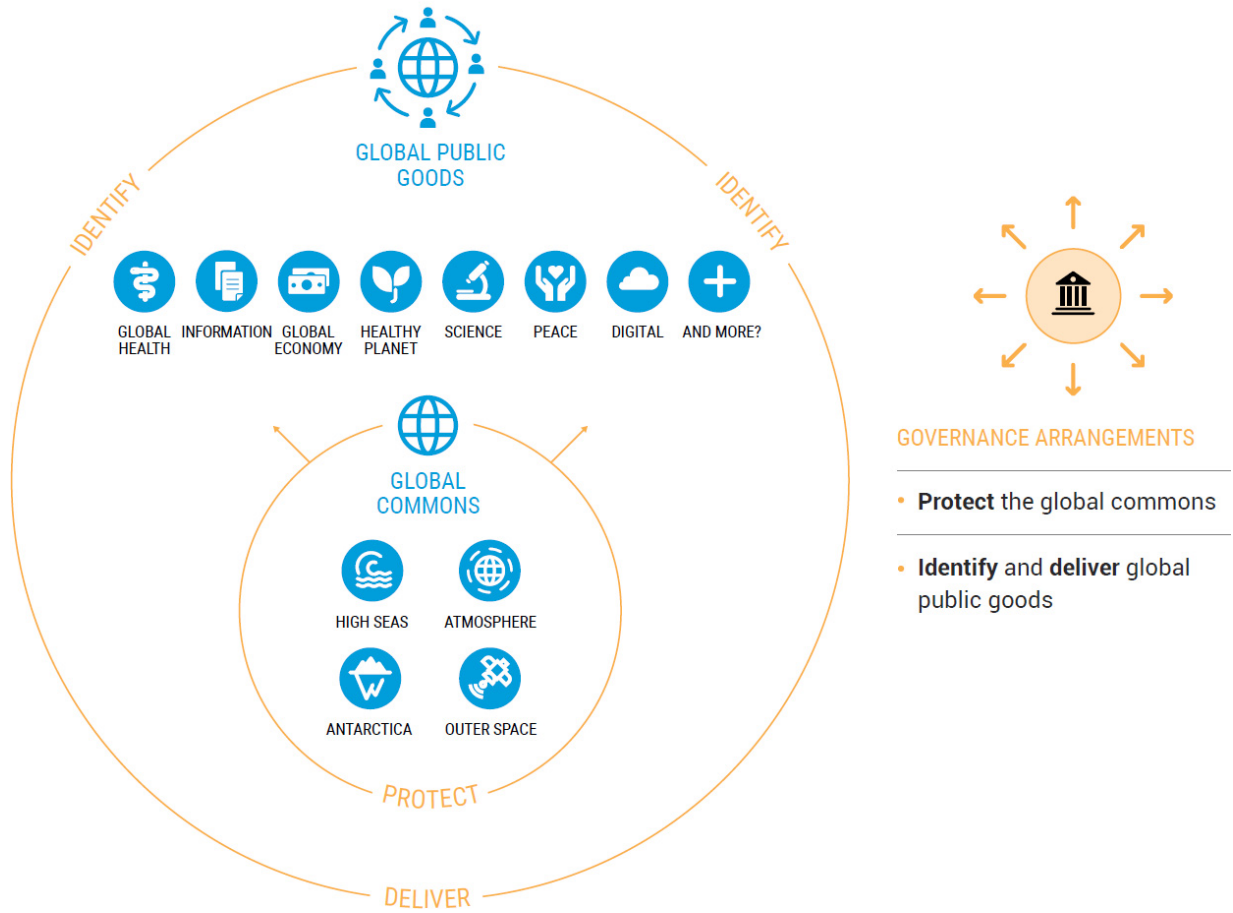 GLOBAL PUBLIC
GOODS
IDENTIFY
IDENTIFY
GLOBAL
HEALTH
INFORMATION
GLOBAL
ECONOMY
HEALTHY
PLANET
SCIENCE
PEACE
DIGITAL
AND MORE?
GLOBAL
COMMONS
HIGH SEAS
ATMOSPHERE
ANTARCTICA
OUTER SPACE
PROTECT
DELIVER
GOVERNANCE ARRANGEMENTS
• Protect the global commons
• Identify and deliver global
public goods